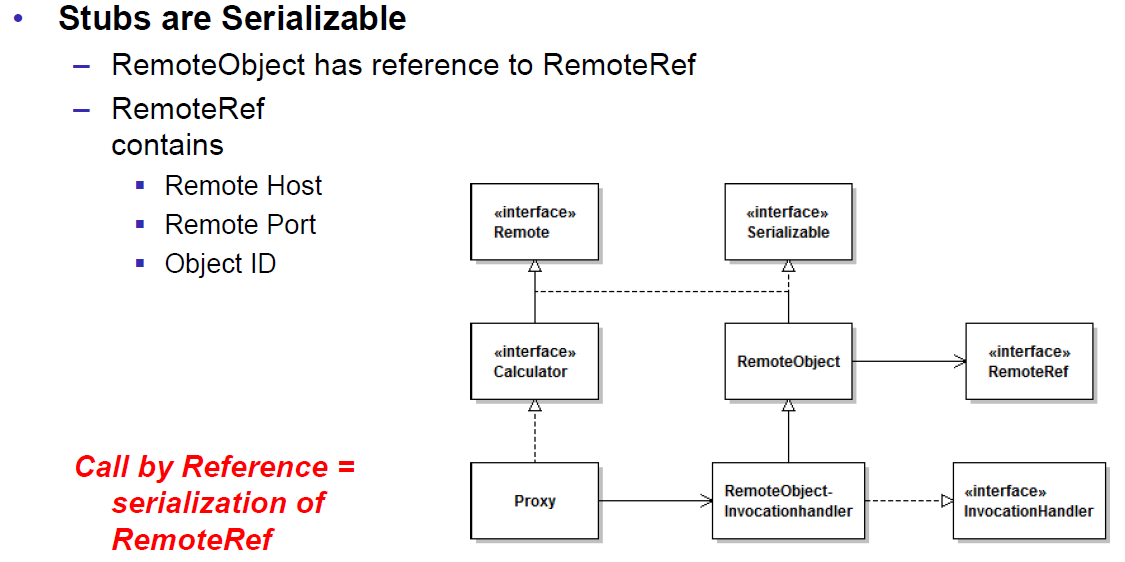 • Stubs are Serializable
– RemoteObject has reference to RemoteRef
– RemoteRef
contains
▪ Remote Host
▪ Remote Port
▪ Object ID
«interface»
Remote
«interface»
Serializable
«interface»
Calculator
RemoteObject
«interface»
RemoteRef
Call by Reference =
serialization of
RemoteRef
Proxy
RemoteObject-
Invocationhandler
«interface»
InvocationHandler